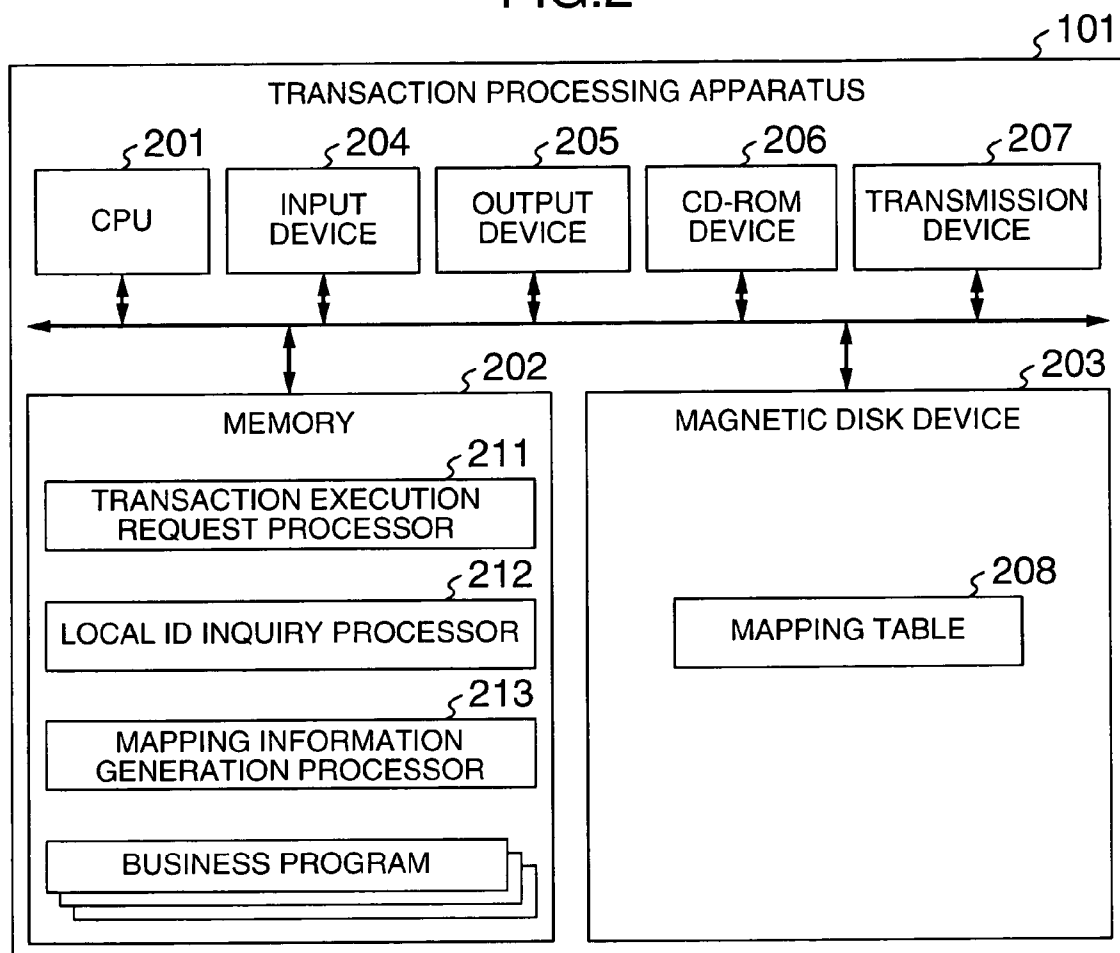 FIG.2
101
TRANSACTION PROCESSING APPARATUS
201
204
205
206
207
CPU
INPUT
DEVICE
OUTPUT
DEVICE
CD-ROM
DEVICE
TRANSMISSION
DEVICE
202
MEMORY
211
TRANSACTION EXECUTION
REQUEST PROCESSOR
212
LOCAL ID INQUIRY PROCESSOR
213
MAPPING INFORMATION
GENERATION PROCESSOR
BUSINESS PROGRAM
203
MAGNETIC DISK DEVICE
208
MAPPING TABLE